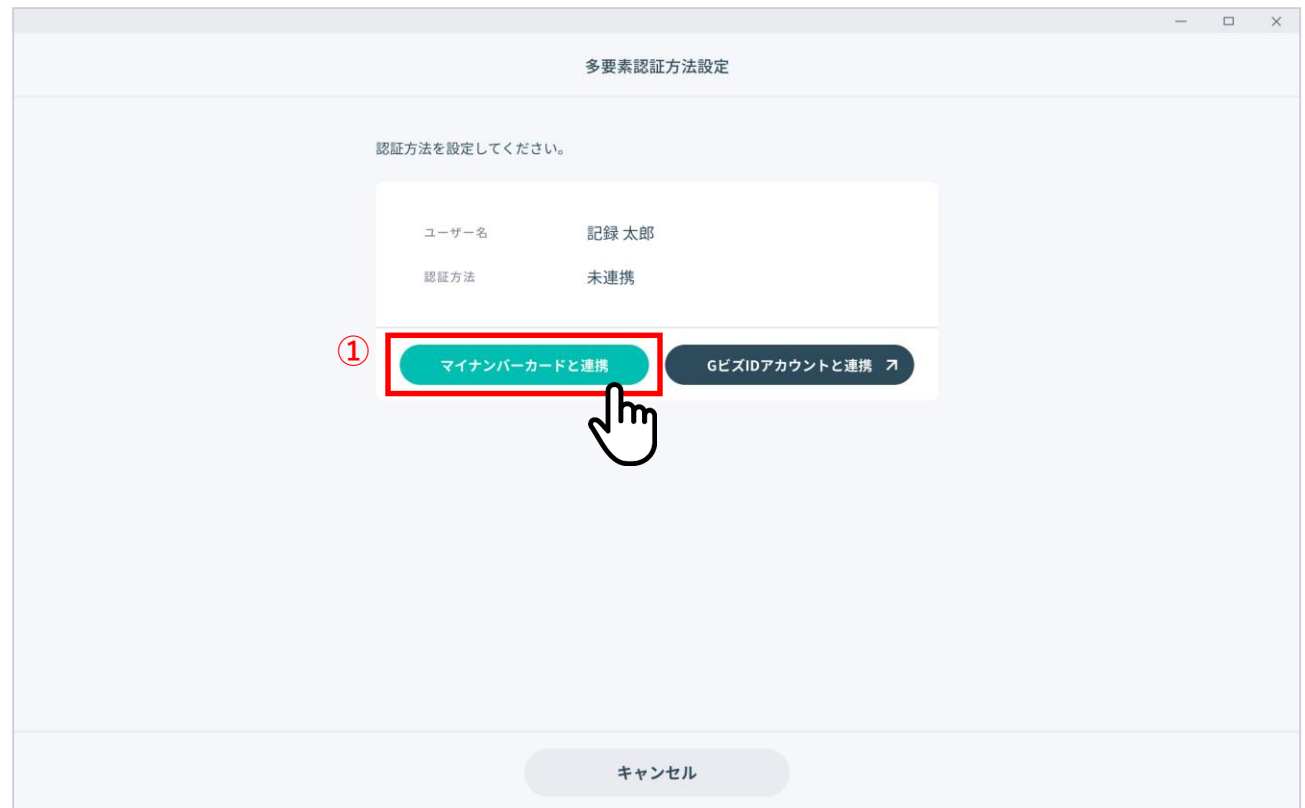 多要素認証方法設定
認証方法を設定してください。
ユーザー名 記録 太郎
認証方法 未連携
① マイナンバーカードと連携 GビズIDアカウントと連携
キャンセル